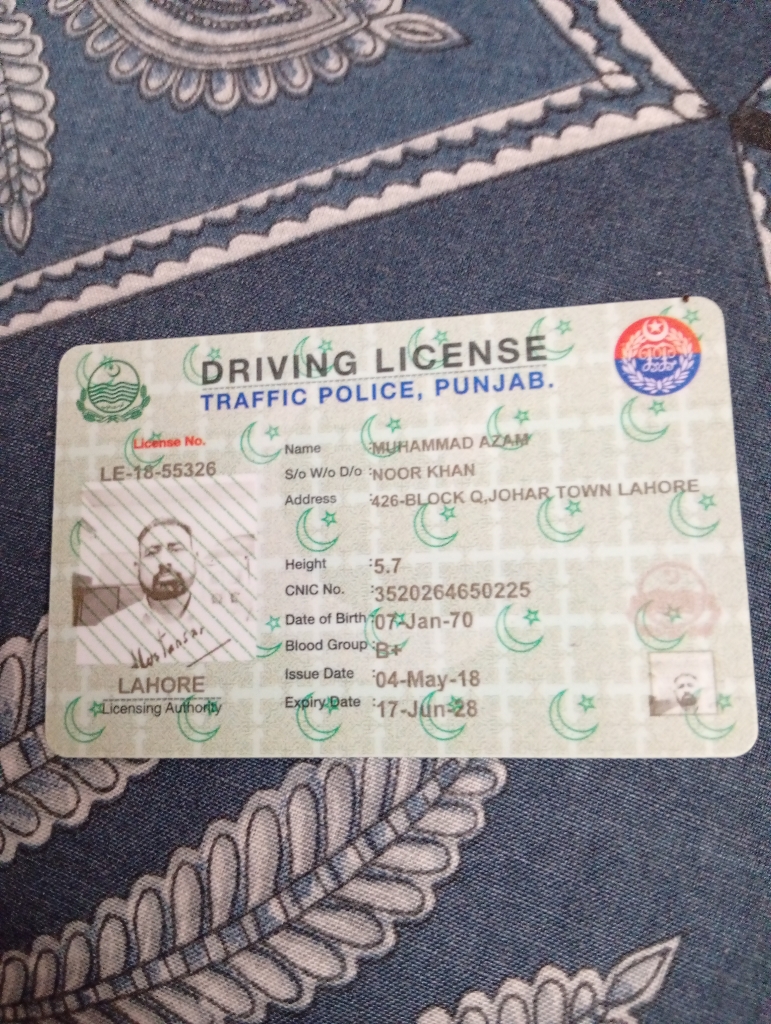 DRIVING LICENSE
TRAFFIC POLICE, PUNJAB.
License No.
LE-18-55326
Name :MUHAMMAD AZAM
S/o W/o D/o :NOOR KHAN
Address :426-BLOCK Q,JOHAR TOWN LAHORE
Height :5.7
CNIC No. :3520264650225
Date of Birth :07-Jan-70
Blood Group :B+
Issue Date :04-May-18
Expiry Date :17-Jun-28
LAHORE
Licensing Authority